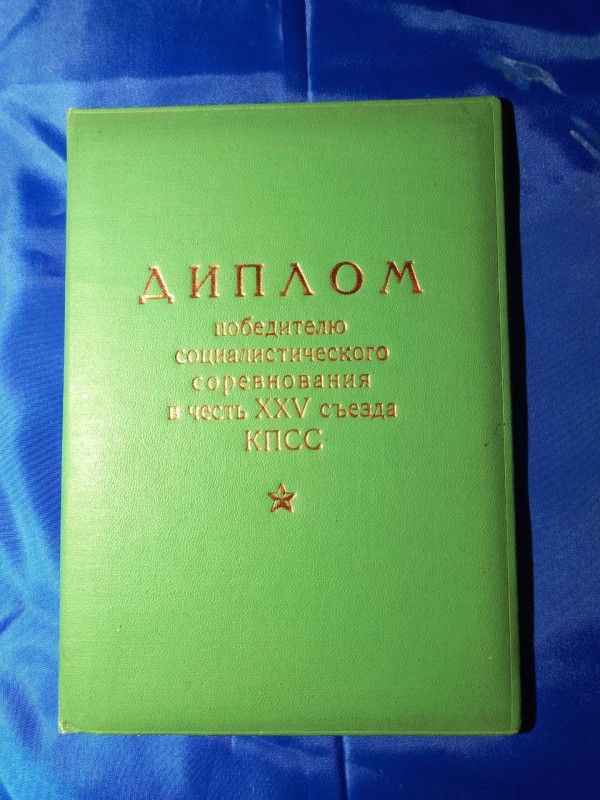 ДИПЛОМ
победителю
социалистического
соревнования
в честь XXV съезда
КПСС